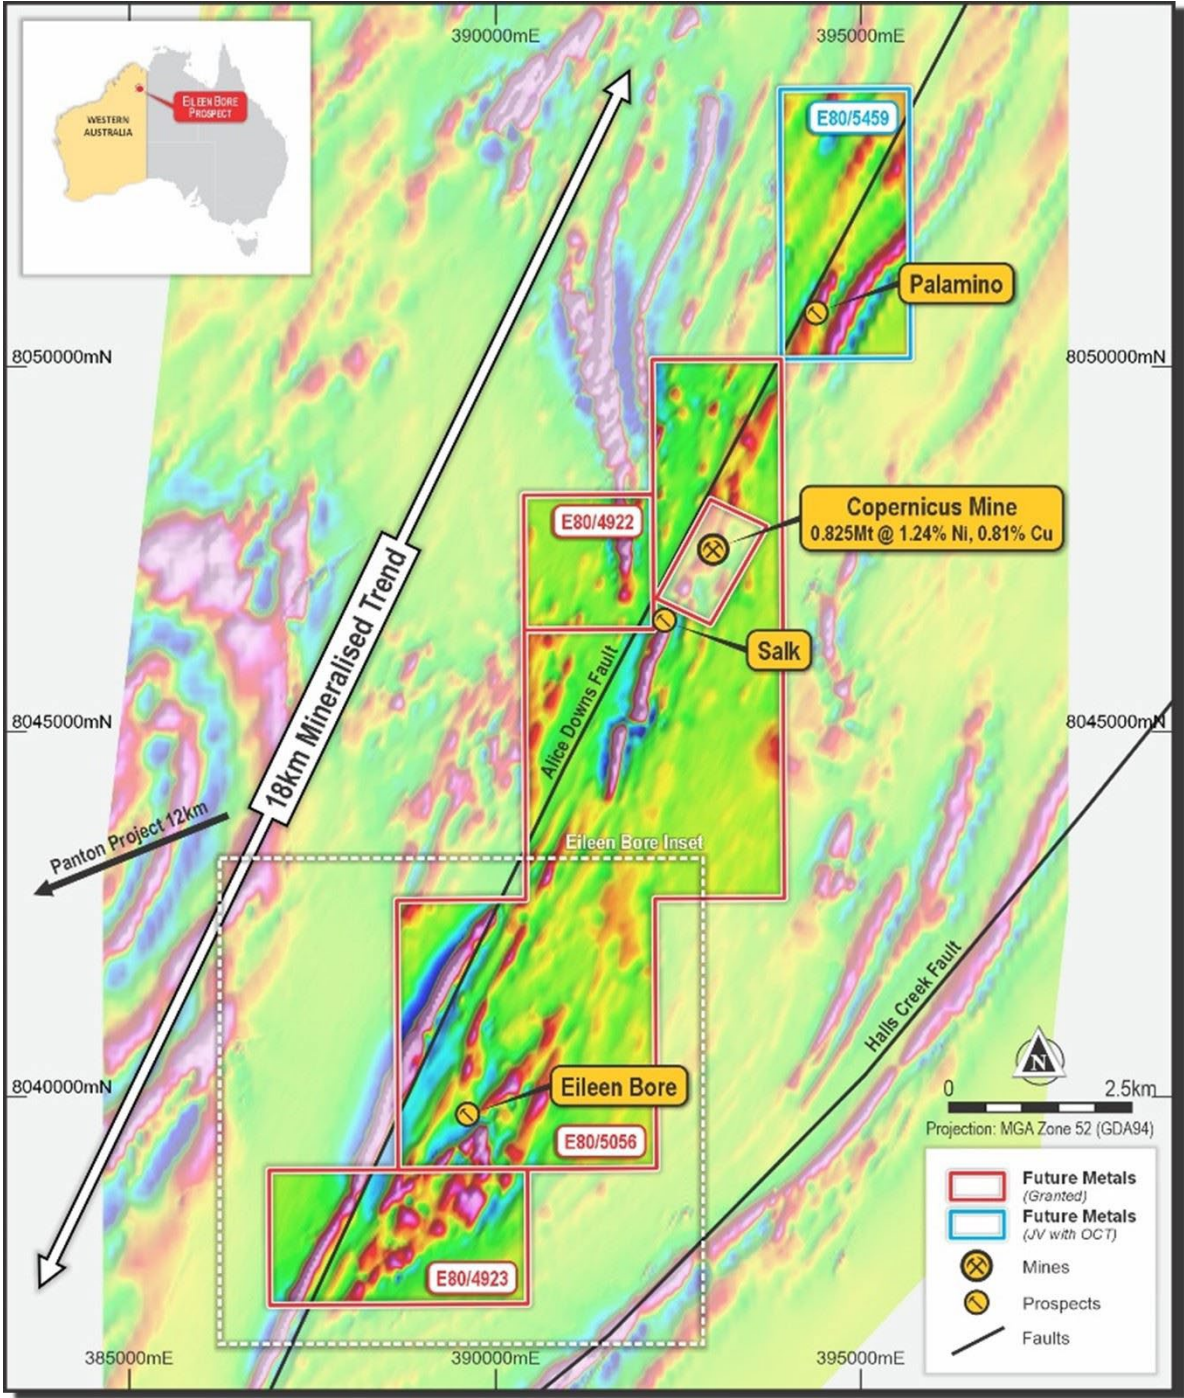 390000mE
395000mE
EILEEN BORE
PROSPECT
WESTERN
AUSTRALIA
E80/5459
Palamino
8050000mN
8050000mN
E80/4922
Copernicus Mine
0.825Mt @ 1.24% Ni, 0.81% Cu
Salk
18km Mineralised Trend
Alice Downs Fault
8045000mN
8045000mN
Panton Project 12km
Eileen Bore Inset
Halls Creek Fault
N
8040000mN
0
2.5km
Eileen Bore
Projection: MGA Zone 52 (GDA94)
E80/5056
Future Metals
(Granted)
Future Metals
(JV with OCT)
E80/4923
Mines
Prospects
Faults
385000mE
390000mE
395000mE